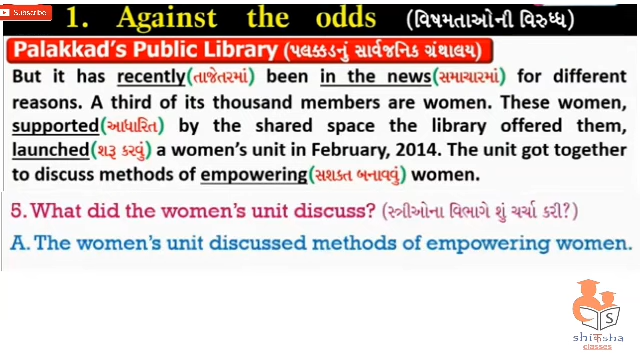 Subscribe
1. Against the odds (વિષમતાઓની વિરુધ્ધ)
Palakkad's Public Library (પલક્કડનું સાર્વજનિક ગ્રંથાલય)
But it has recently(તાજેતરમાં) been in the news(સમાચારમાં) for different
reasons. A third of its thousand members are women. These women,
supported(આધારિત) by the shared space the library offered them,
launched(શરૂ કરવું) a women's unit in February, 2014. The unit got together
to discuss methods of empowering(સશક્ત બનાવવું) women.
5. What did the women's unit discuss? (સ્ત્રીઓના વિભાગે શું ચર્ચા કરી?)
A. The women's unit discussed methods of empowering women.
S
shiકsha
classes